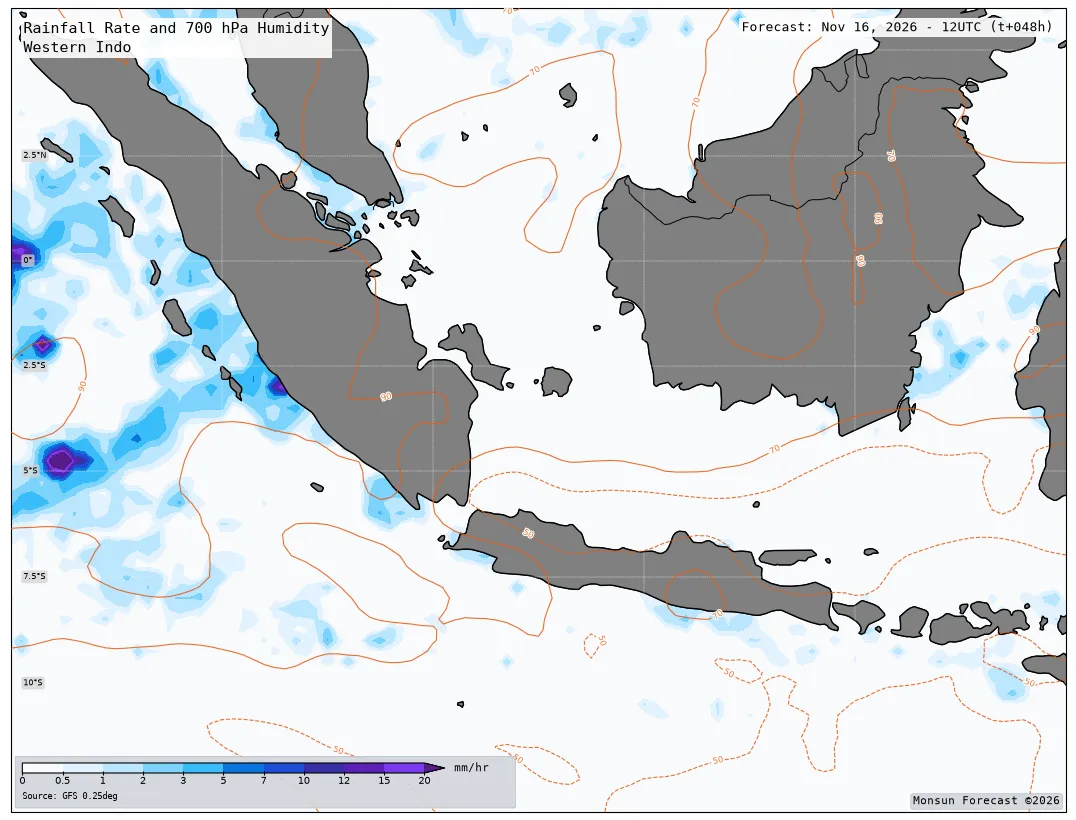 Rainfall Rate and 700 hPa Humidity
Western Indo
Forecast: Nov 16, 2026 - 12UTC (t+048h)
70
70
70
70
2.5°N
80
0°
90
90
2.5°S
90
90
70
5°S
50
7.5°S
70
50
50
50
10°S
50
50
50
0 0.5 1 2 3 5 7 10 12 15 20 mm/hr
Source: GFS 0.25deg
Monsun Forecast ©2026